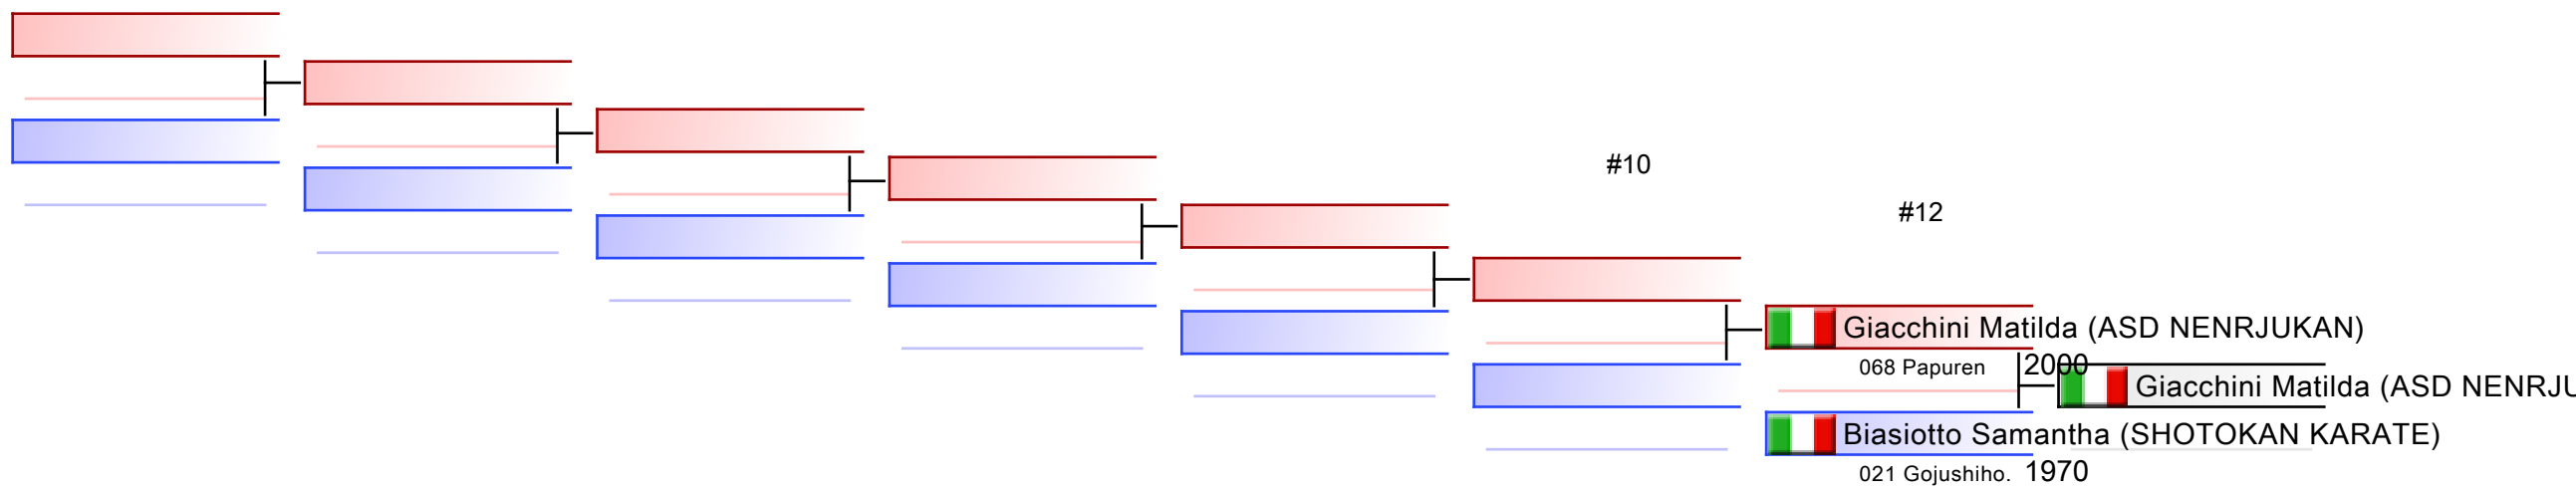 #10
#12
Giacchini Matilda (ASD NENRJUKAN)
068 Papuren 2000
Giacchini Matilda (ASD NENRJU
Biasiotto Samantha (SHOTOKAN KARATE)
021 Gojushiho. 1970